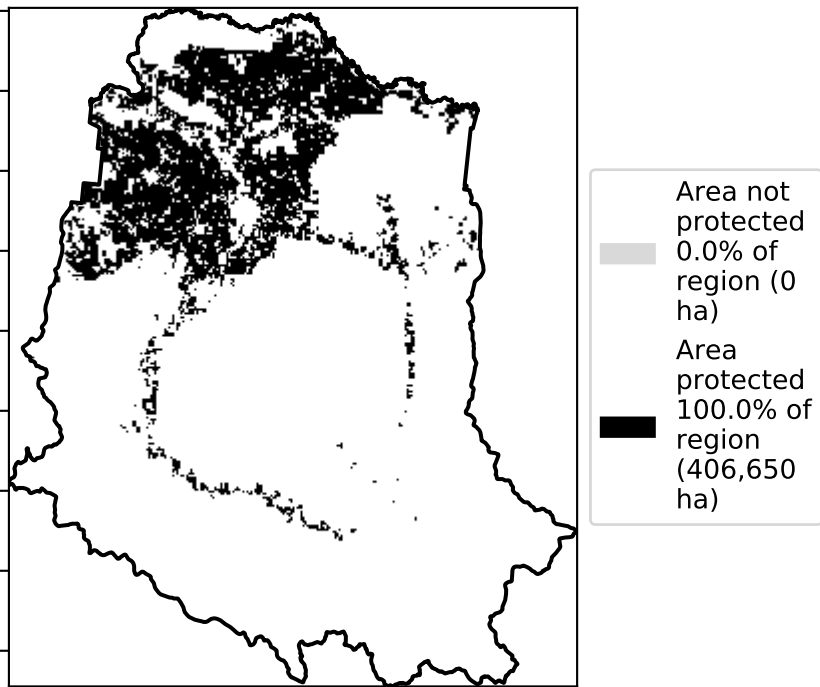 Area not
protected
0.0% of
region (0
ha)
Area
protected
100.0% of
region
(406,650
ha)